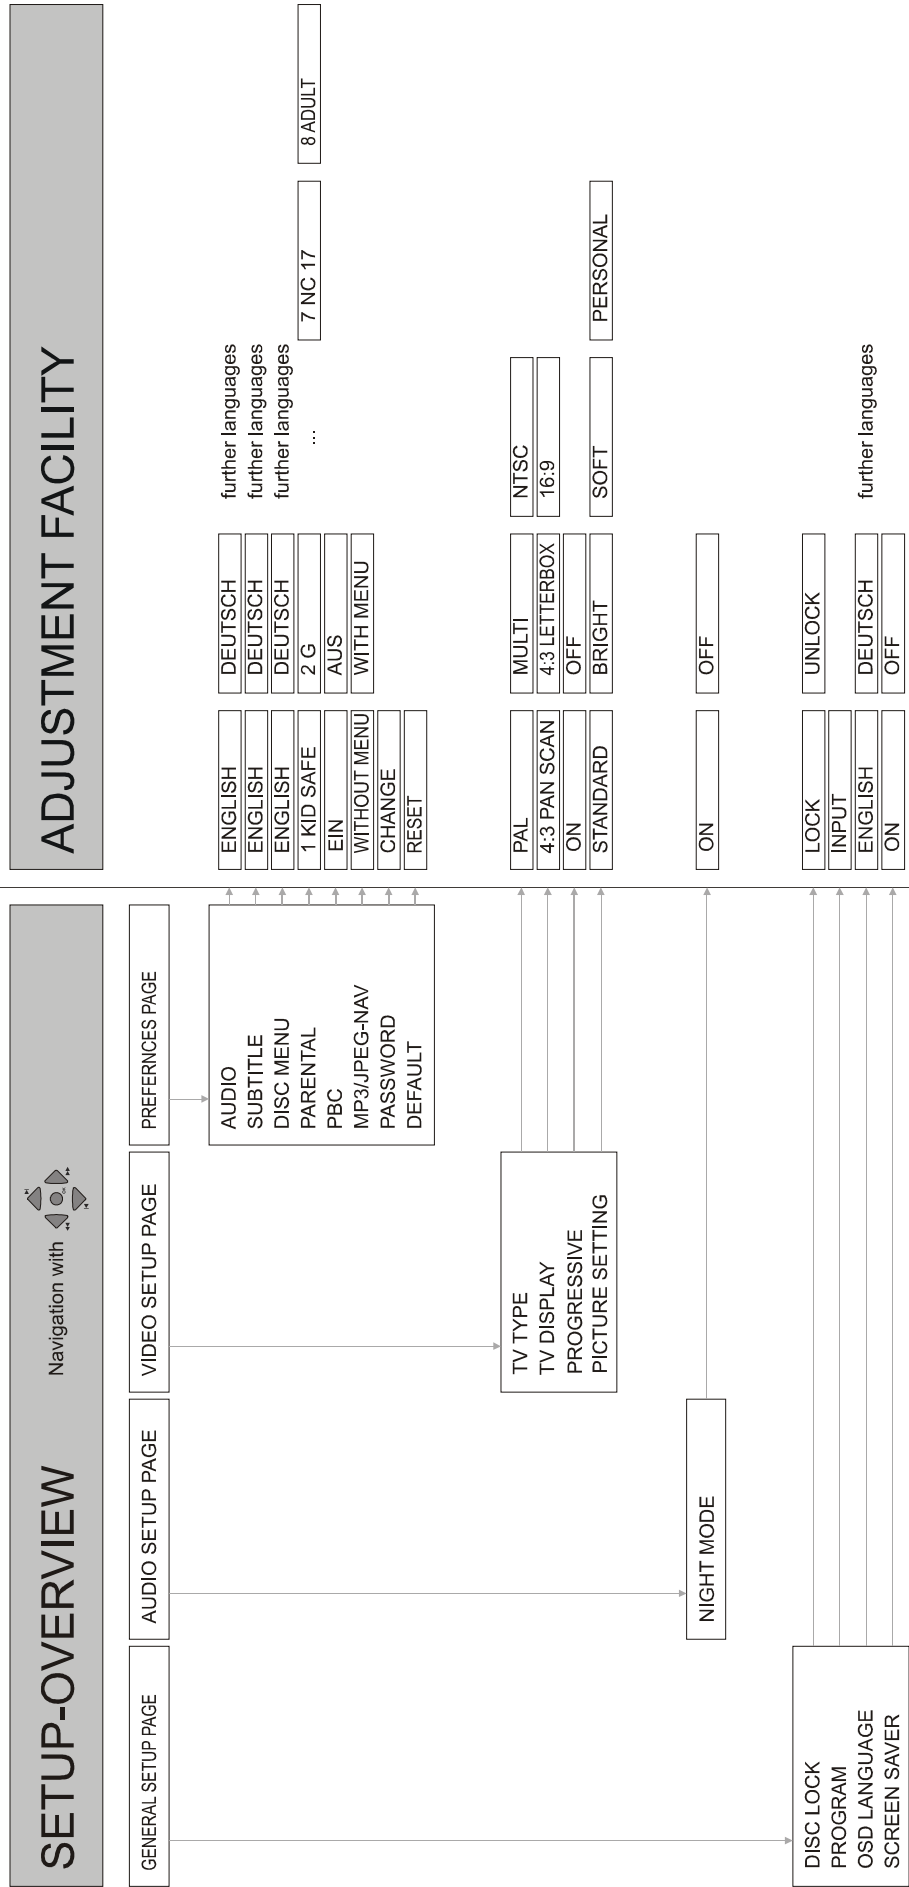 SETUP-OVERVIEW
Navigation with
ADJUSTMENT FACILITY
GENERAL SETUP PAGE
AUDIO SETUP PAGE
VIDEO SETUP PAGE
PREFERNCES PAGE
AUDIO ENGLISH DEUTSCH further languages
SUBTITLE ENGLISH DEUTSCH further languages
DISC MENU ENGLISH DEUTSCH further languages
PARENTAL 1 KID SAFE 2 G ... 7 NC 17 8 ADULT
PBC EIN AUS
MP3/JPEG-NAV WITHOUT MENU WITH MENU
PASSWORD CHANGE
DEFAULT RESET
TV TYPE PAL MULTI NTSC
TV DISPLAY 4:3 PAN SCAN 4:3 LETTERBOX 16:9
PROGRESSIVE ON OFF
PICTURE SETTING STANDARD BRIGHT SOFT PERSONAL
NIGHT MODE ON OFF
DISC LOCK LOCK UNLOCK
PROGRAM INPUT
OSD LANGUAGE ENGLISH DEUTSCH further languages
SCREEN SAVER ON OFF